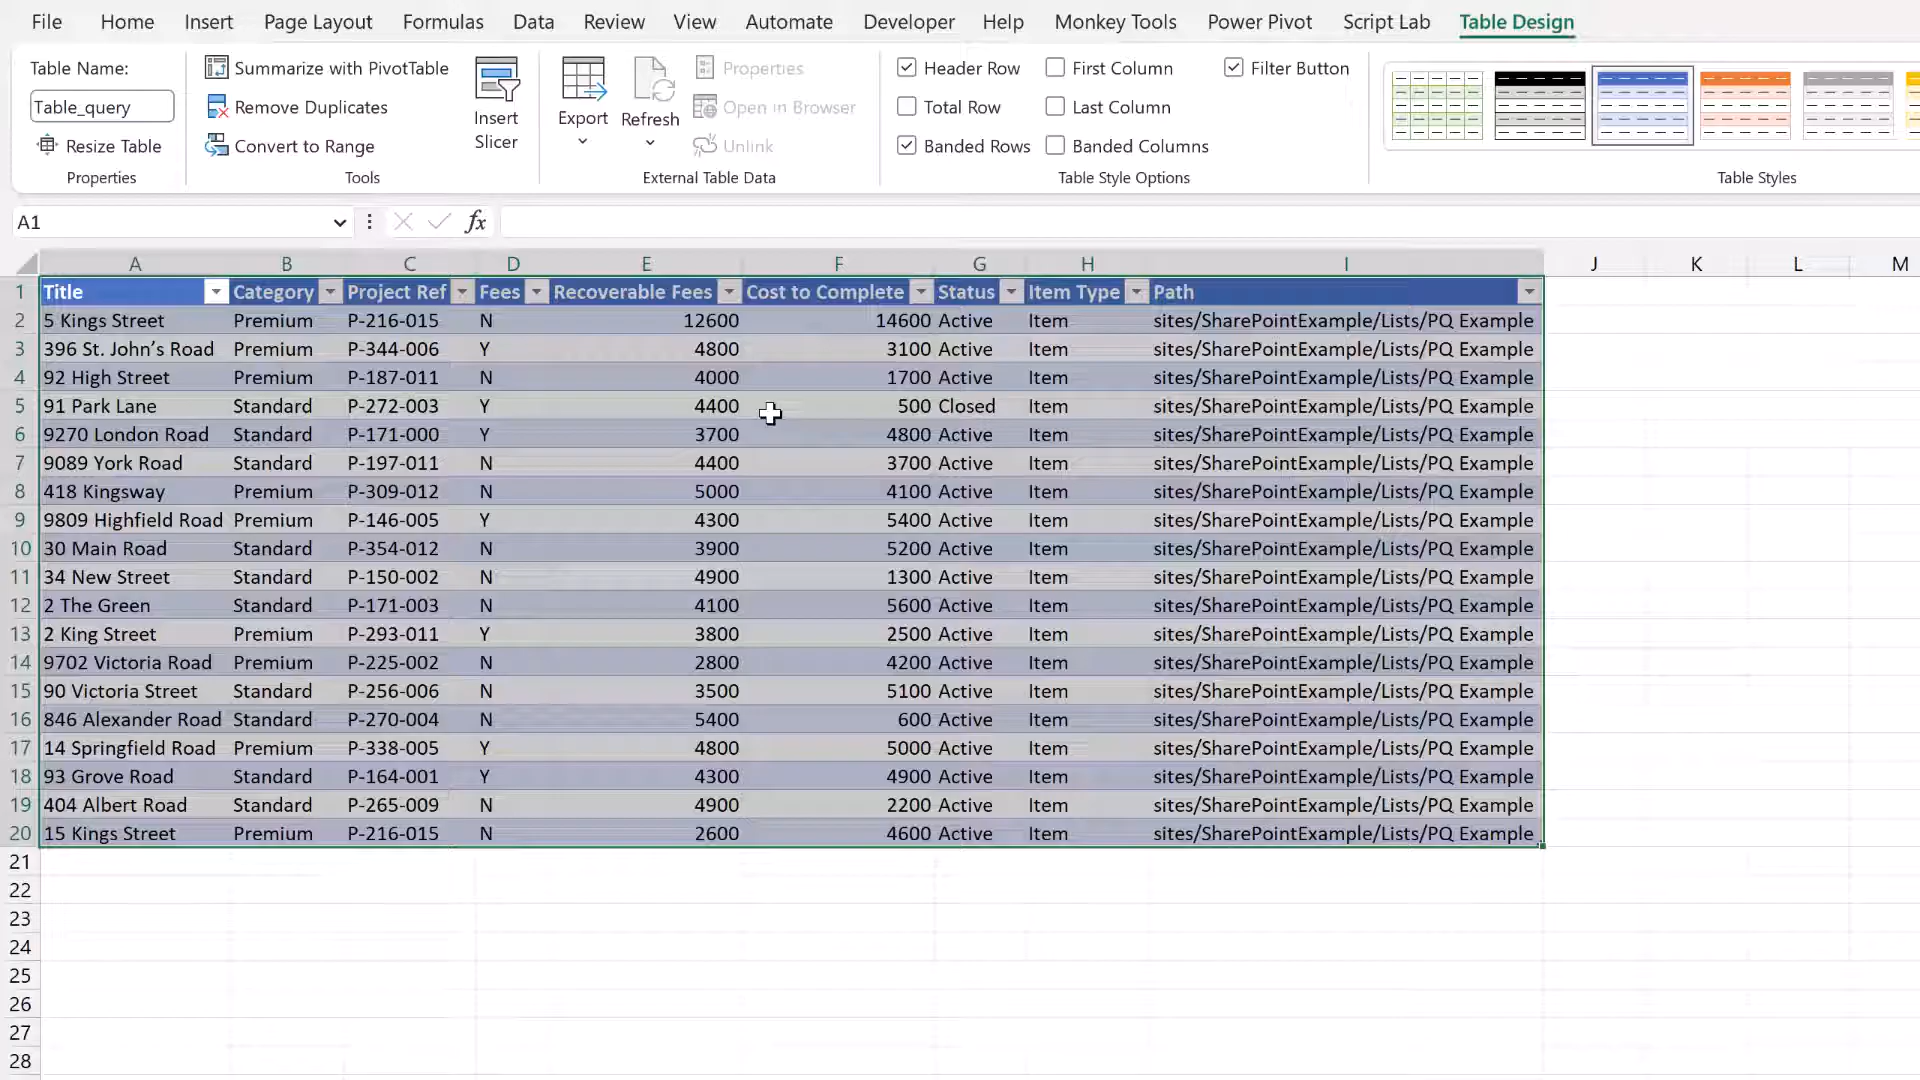 File Home Insert Page Layout Formulas Data Review View Automate Developer Help Monkey Tools Power Pivot Script Lab Table Design
Table Name: Summarize with PivotTable Properties Header Row First Column Filter Button
Table_query Remove Duplicates Insert Slicer Export Refresh Open in Browser Total Row Last Column
Resize Table Convert to Range Unlink Banded Rows Banded Columns
Properties Tools External Table Data Table Style Options Table Styles
A1 fx
A B C D E F G H I J K L M
1 Title Category Project Ref Fees Recoverable Fees Cost to Complete Status Item Type Path
2 5 Kings Street Premium P-216-015 N 12600 14600 Active Item sites/SharePointExample/Lists/PQ Example
3 396 St. John’s Road Premium P-344-006 Y 4800 3100 Active Item sites/SharePointExample/Lists/PQ Example
4 92 High Street Premium P-187-011 N 4000 1700 Active Item sites/SharePointExample/Lists/PQ Example
5 91 Park Lane Standard P-272-003 Y 4400 500 Closed Item sites/SharePointExample/Lists/PQ Example
6 9270 London Road Standard P-171-000 Y 3700 4800 Active Item sites/SharePointExample/Lists/PQ Example
7 9089 York Road Standard P-197-011 N 4400 3700 Active Item sites/SharePointExample/Lists/PQ Example
8 418 Kingsway Premium P-309-012 N 5000 4100 Active Item sites/SharePointExample/Lists/PQ Example
9 9809 Highfield Road Premium P-146-005 Y 4300 5400 Active Item sites/SharePointExample/Lists/PQ Example
10 30 Main Road Standard P-354-012 N 3900 5200 Active Item sites/SharePointExample/Lists/PQ Example
11 34 New Street Standard P-150-002 N 4900 1300 Active Item sites/SharePointExample/Lists/PQ Example
12 2 The Green Standard P-171-003 N 4100 5600 Active Item sites/SharePointExample/Lists/PQ Example
13 2 King Street Premium P-293-011 Y 3800 2500 Active Item sites/SharePointExample/Lists/PQ Example
14 9702 Victoria Road Premium P-225-002 N 2800 4200 Active Item sites/SharePointExample/Lists/PQ Example
15 90 Victoria Street Standard P-256-006 N 3500 5100 Active Item sites/SharePointExample/Lists/PQ Example
16 846 Alexander Road Standard P-270-004 N 5400 600 Active Item sites/SharePointExample/Lists/PQ Example
17 14 Springfield Road Premium P-338-005 Y 4800 5000 Active Item sites/SharePointExample/Lists/PQ Example
18 93 Grove Road Standard P-164-001 Y 4300 4900 Active Item sites/SharePointExample/Lists/PQ Example
19 404 Albert Road Standard P-265-009 N 4900 2200 Active Item sites/SharePointExample/Lists/PQ Example
20 15 Kings Street Premium P-216-015 N 2600 4600 Active Item sites/SharePointExample/Lists/PQ Example
21
22
23
24
25
26
27
28